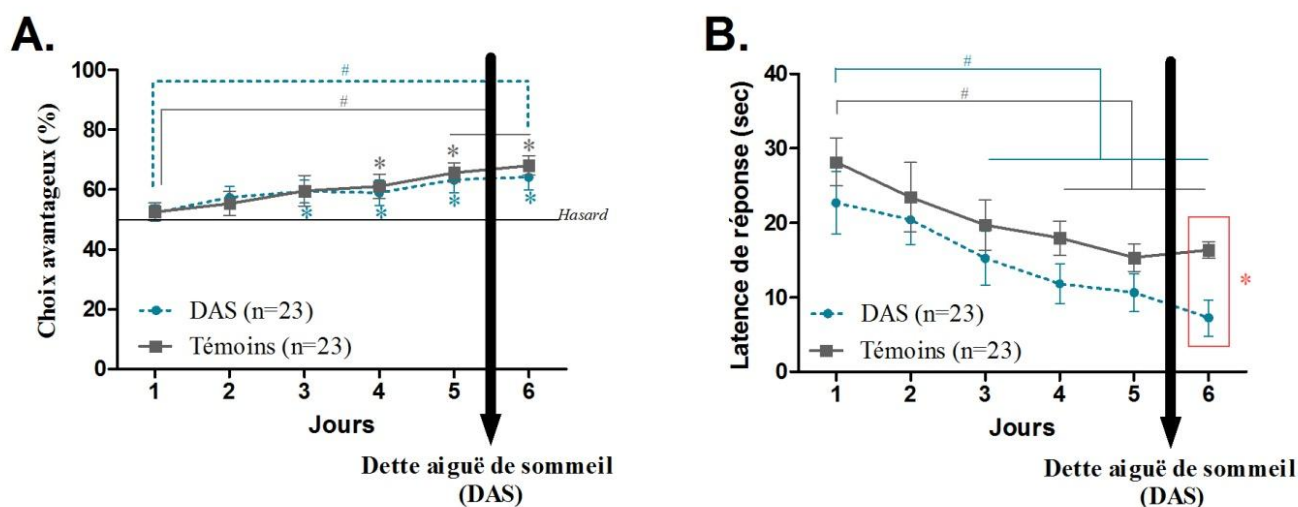 A.
#
#
Choix avantageux (%)
100
80
60
40
20
0
*
*
*
*
*
*
*
Hasard
DAS (n=23)
Témoins (n=23)
1 2 3 4 5 6
Jours
Dette aiguë de sommeil
(DAS)
B.
#
#
Latence de réponse (sec)
40
30
20
10
0
*
DAS (n=23)
Témoins (n=23)
1 2 3 4 5 6
Jours
Dette aiguë de sommeil
(DAS)